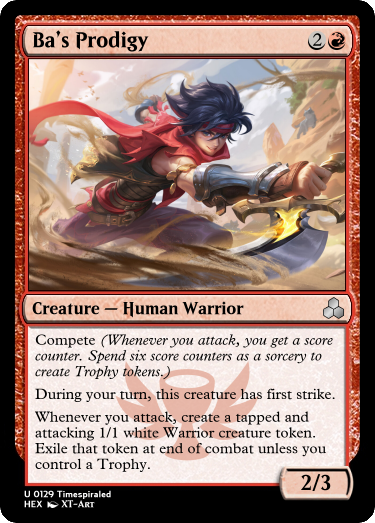 Ba's Prodigy 2
Creature — Human Warrior
Compete (Whenever you attack, you get a score
counter. Spend six score counters as a sorcery to
create Trophy tokens.)
During your turn, this creature has first strike.
Whenever you attack, create a tapped and
attacking 1/1 white Warrior creature token.
Exile that token at end of combat unless you
control a Trophy.
2/3
U 0129 Timespiraled
HEX XT-Art